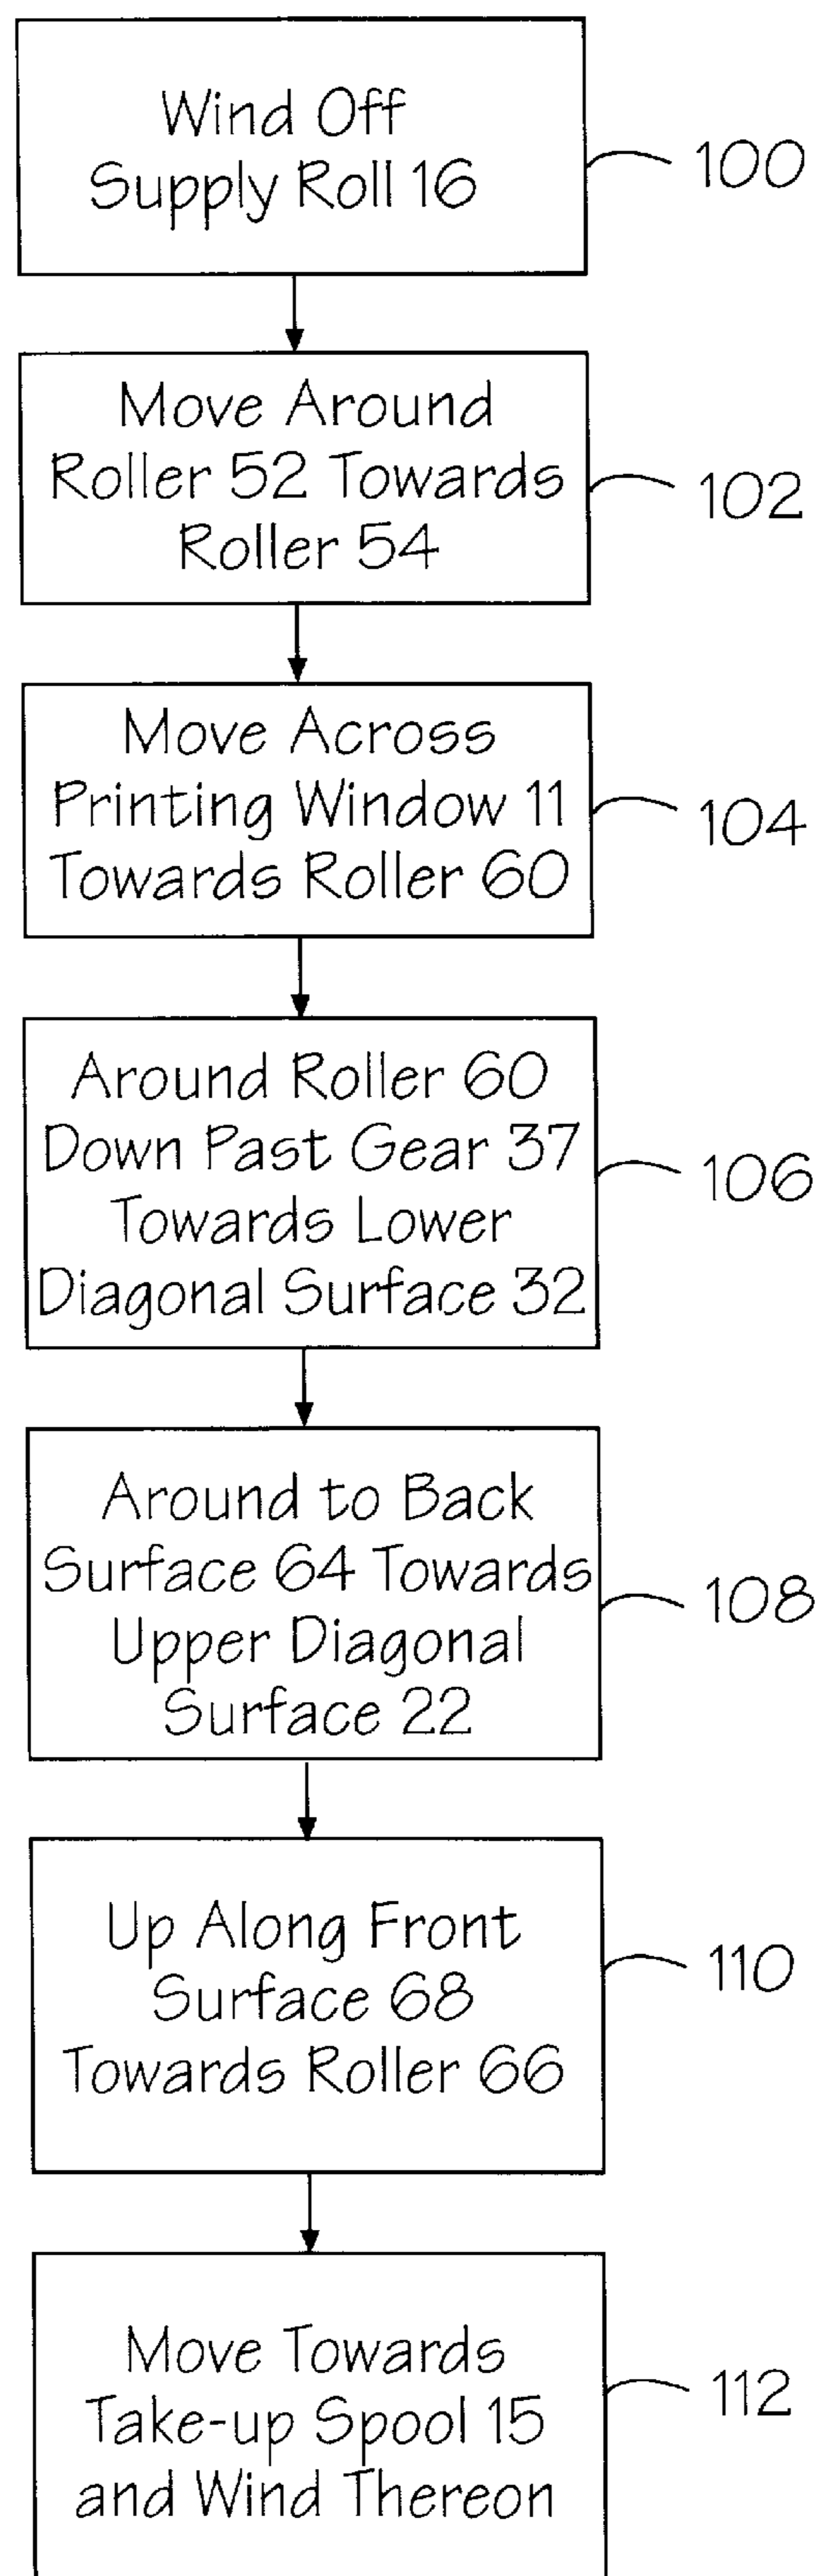 Wind Off
Supply Roll 16
100
Move Around
Roller 52 Towards
Roller 54
102
Move Across
Printing Window 11
Towards Roller 60
104
Around Roller 60
Down Past Gear 37
Towards Lower
Diagonal Surface 32
106
Around to Back
Surface 64 Towards
Upper Diagonal
Surface 22
108
Up Along Front
Surface 68
Towards Roller 66
110
Move Towards
Take-up Spool 15
and Wind Thereon
112